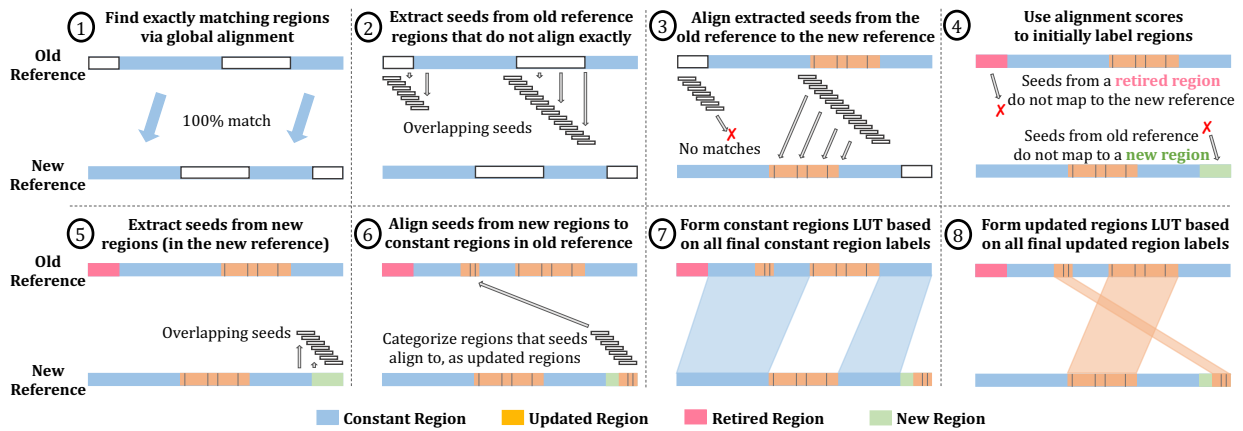 1
Find exactly matching regions
via global alignment
2
Extract seeds from old reference
regions that do not align exactly
3
Align extracted seeds from the
old reference to the new reference
4
Use alignment scores
to initially label regions
Old
Reference
100% match
Overlapping seeds
No matches
Seeds from a retired region
do not map to the new reference
Seeds from old reference
do not map to a new region
New
Reference
5
Extract seeds from new
regions (in the new reference)
6
Align seeds from new regions to
constant regions in old reference
7
Form constant regions LUT based
on all final constant region labels
8
Form updated regions LUT based
on all final updated region labels
Old
Reference
Overlapping seeds
Categorize regions that seeds
align to, as updated regions
New
Reference
Constant Region
Updated Region
Retired Region
New Region